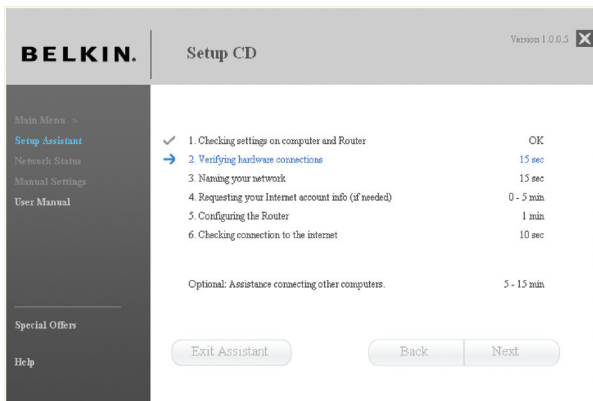 BELKIN.
Setup CD
Version 1.0.0.5
Main Menu >
Setup Assistant
Network Status
Manual Settings
User Manual
Special Offers
Help
1. Checking settings on computer and Router OK
2. Verifying hardware connections 15 sec
3. Naming your network 15 sec
4. Requesting your Internet account info (if needed) 0 - 5 min
5. Configuring the Router 1 min
6. Checking connection to the internet 10 sec
Optional: Assistance connecting other computers. 5 - 15 min
Exit Assistant
Back
Next